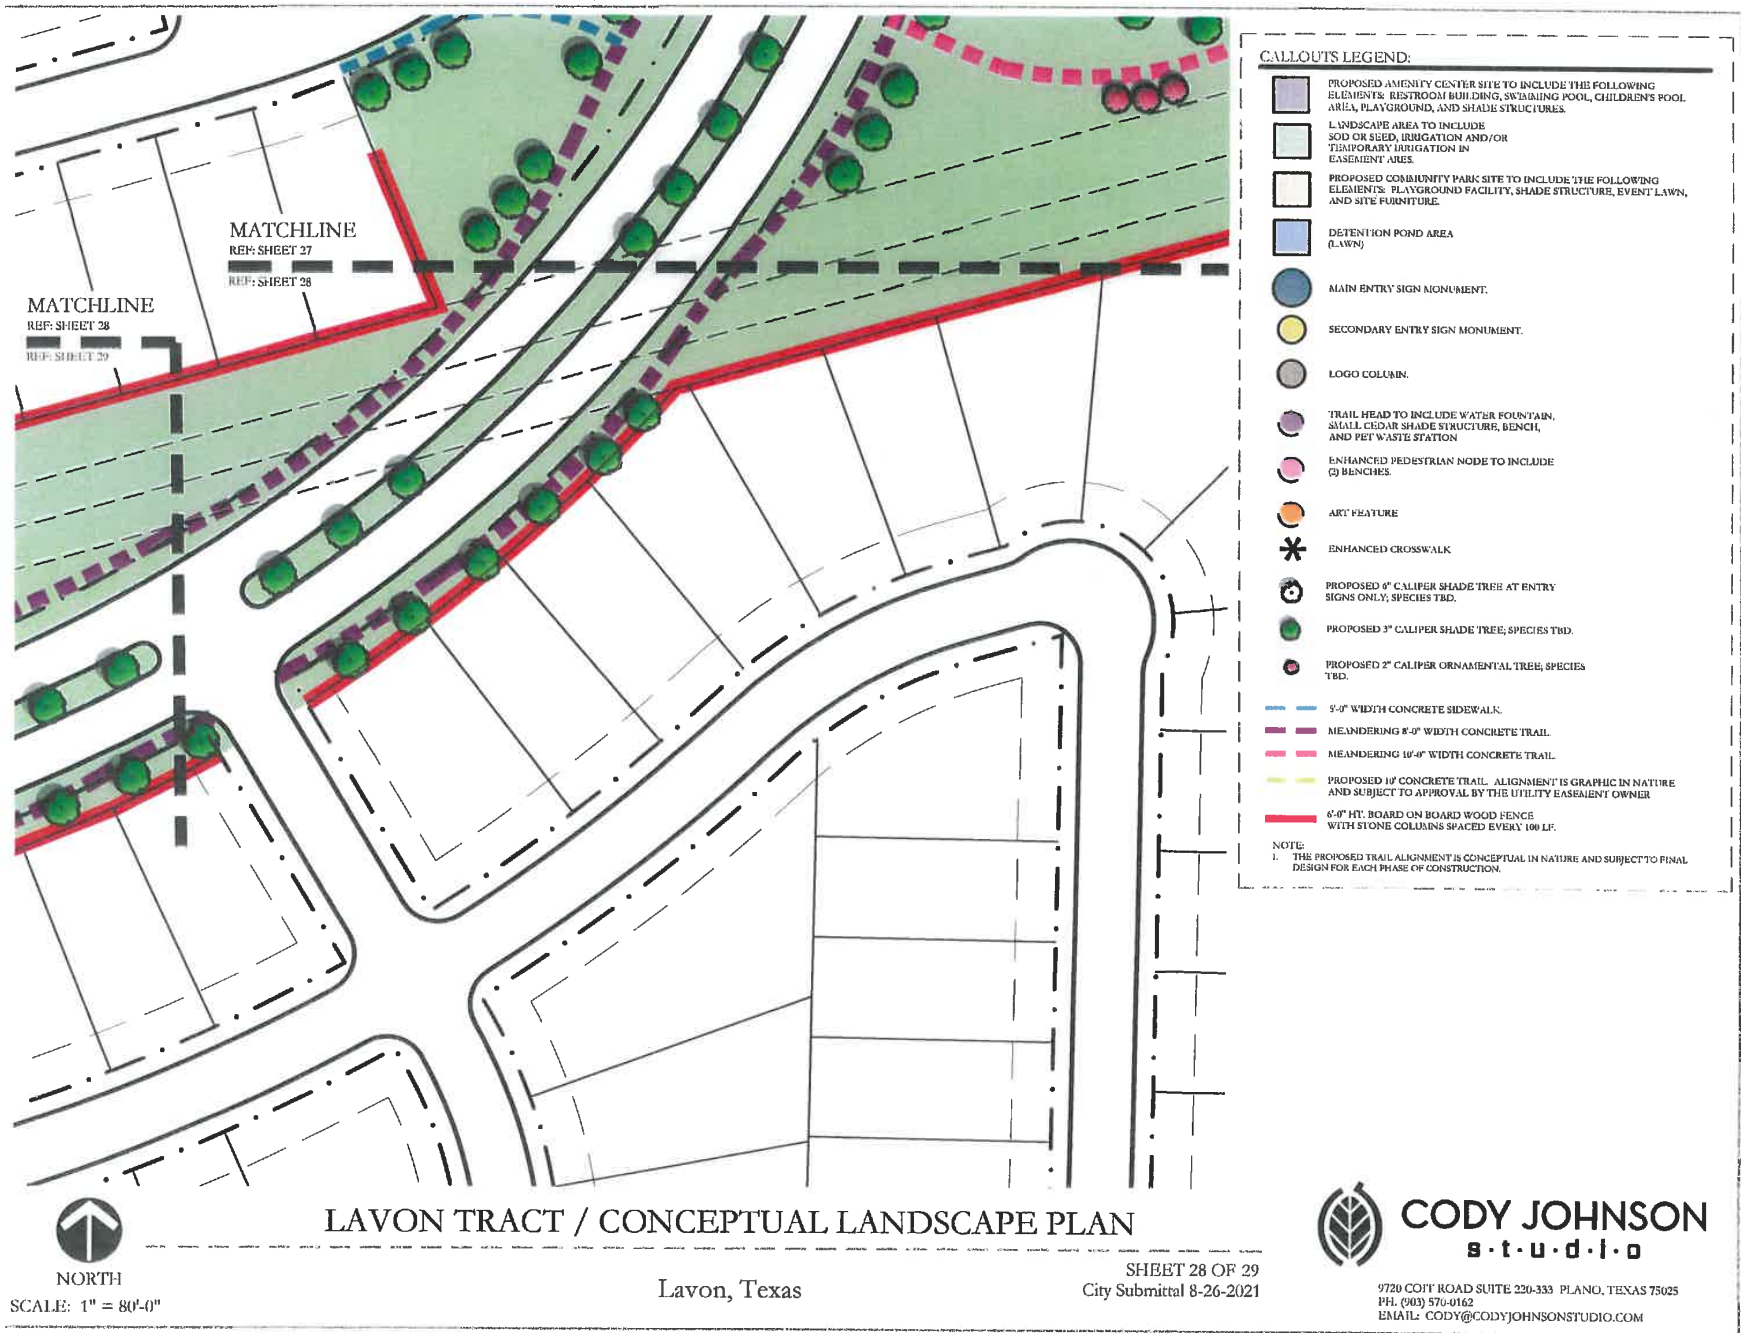 MATCHLINE
REF: SHEET 27
REF: SHEET 28
MATCHLINE
REF: SHEET 28
REF: SHEET 29
CALLOUTS LEGEND:
PROPOSED AMENITY CENTER SITE TO INCLUDE THE FOLLOWING
ELEMENTS: RESTROOM BUILDING, SWIMMING POOL, CHILDREN'S POOL
AREA, PLAYGROUND, AND SHADE STRUCTURES.
LANDSCAPE AREA TO INCLUDE
SOD OR SEED, IRRIGATION AND/OR
TEMPORARY IRRIGATION IN
EASEMENT ARES.
PROPOSED COMMUNITY PARK SITE TO INCLUDE THE FOLLOWING
ELEMENTS: PLAYGROUND FACILITY, SHADE STRUCTURE, EVENT LAWN,
AND SITE FURNITURE.
DETENTION POND AREA
(LAWN)
MAIN ENTRY SIGN MONUMENT.
SECONDARY ENTRY SIGN MONUMENT.
LOGO COLUMN.
TRAIL HEAD TO INCLUDE WATER FOUNTAIN,
SMALL CEDAR SHADE STRUCTURE, BENCH,
AND PET WASTE STATION
ENHANCED PEDESTRIAN NODE TO INCLUDE
(2) BENCHES.
ART FEATURE
ENHANCED CROSSWALK
PROPOSED 6" CALIPER SHADE TREE AT ENTRY
SIGNS ONLY; SPECIES TBD.
PROPOSED 3" CALIPER SHADE TREE; SPECIES TBD.
PROPOSED 2" CALIPER ORNAMENTAL TREE; SPECIES
TBD.
5'-0" WIDTH CONCRETE SIDEWALK.
MEANDERING 8'-0" WIDTH CONCRETE TRAIL.
MEANDERING 10'-0" WIDTH CONCRETE TRAIL.
PROPOSED 10' CONCRETE TRAIL. ALIGNMENT IS GRAPHIC IN NATURE
AND SUBJECT TO APPROVAL BY THE UTILITY EASEMENT OWNER
6'-0" HT. BOARD ON BOARD WOOD FENCE
WITH STONE COLUMNS SPACED EVERY 100 LF.
NOTE:
1. THE PROPOSED TRAIL ALIGNMENT IS CONCEPTUAL IN NATURE AND SUBJECT TO FINAL
DESIGN FOR EACH PHASE OF CONSTRUCTION.
NORTH
SCALE: 1" = 80'-0"
LAVON TRACT / CONCEPTUAL LANDSCAPE PLAN
Lavon, Texas
SHEET 28 OF 29
City Submittal 8-26-2021
CODY JOHNSON
s·t·u·d·i·o
9720 COIT ROAD SUITE 220-333 PLANO, TEXAS 75025
PH. (903) 570-0162
EMAIL: CODY@CODYJOHNSONSTUDIO.COM